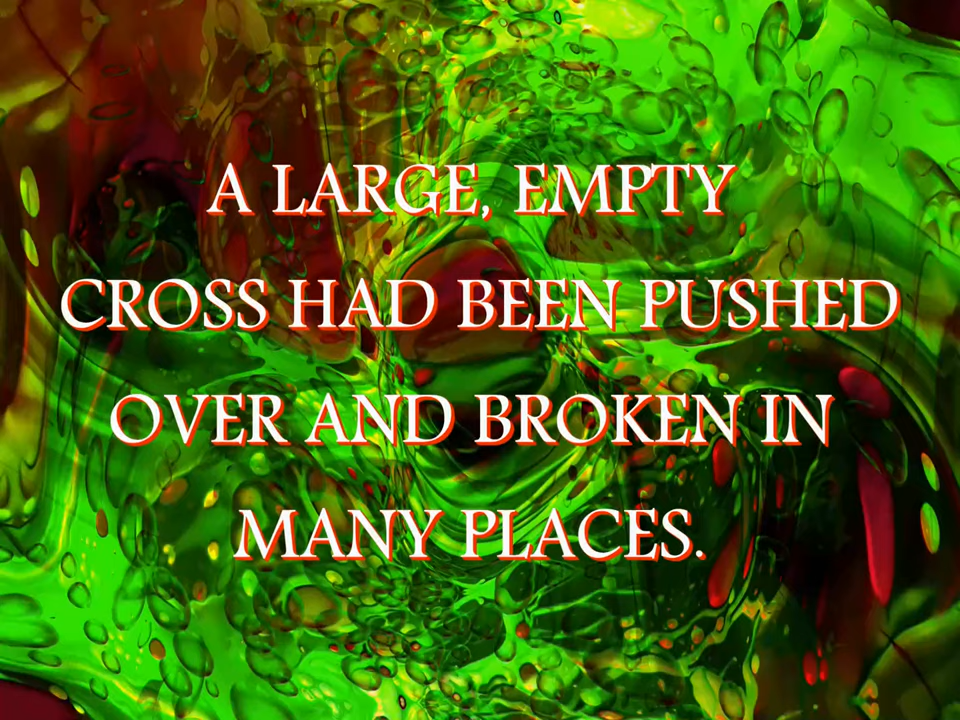 A LARGE, EMPTY
CROSS HAD BEEN PUSHED
OVER AND BROKEN IN
MANY PLACES.